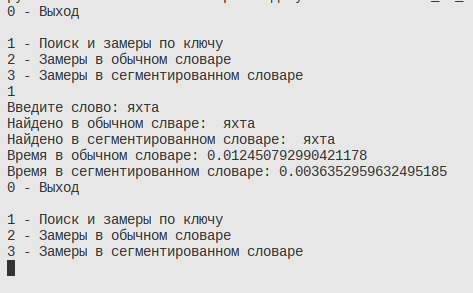 0 - Выход
1 - Поиск и замеры по ключу
2 - Замеры в обычном словаре
3 - Замеры в сегментированном словаре
1
Введите слово: яхта
Найдено в обычном слваре:  яхта
Найдено в сегментированном словаре:  яхта
Время в обычном словаре: 0.012450792990421178
Время в сегментированном словаре: 0.0036352959632495185
0 - Выход
1 - Поиск и замеры по ключу
2 - Замеры в обычном словаре
3 - Замеры в сегментированном словаре